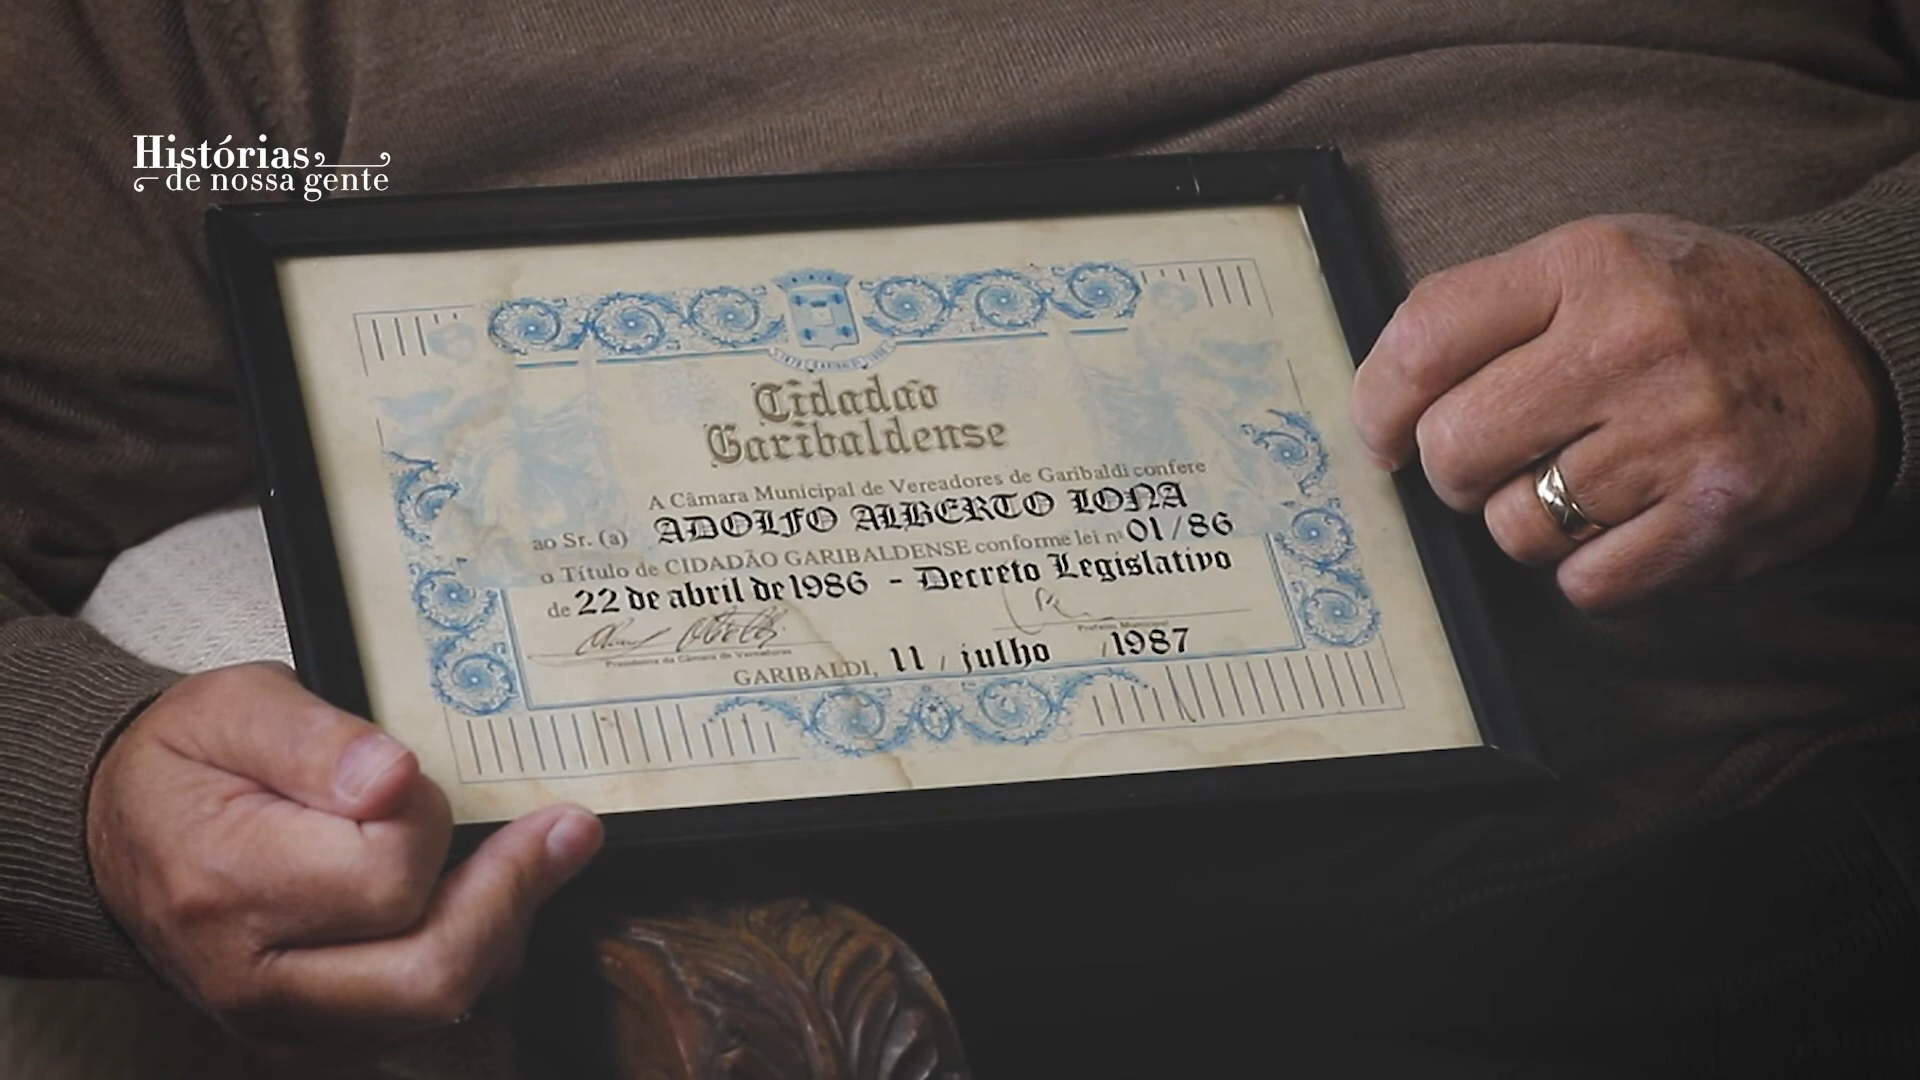 Histórias
de nossa gente
Cidadão
Garibaldense
A Câmara Municipal de Vereadores de Garibaldi confere
ao Sr. (a) ADOLFO ALBERTO LONA
o Título de CIDADÃO GARIBALDENSE conforme lei nº 01/86
de 22 de abril de 1986 - Decreto Legislativo
Presidente da Câmara de Vereadores
Prefeito Municipal
GARIBALDI, 11 / julho /1987